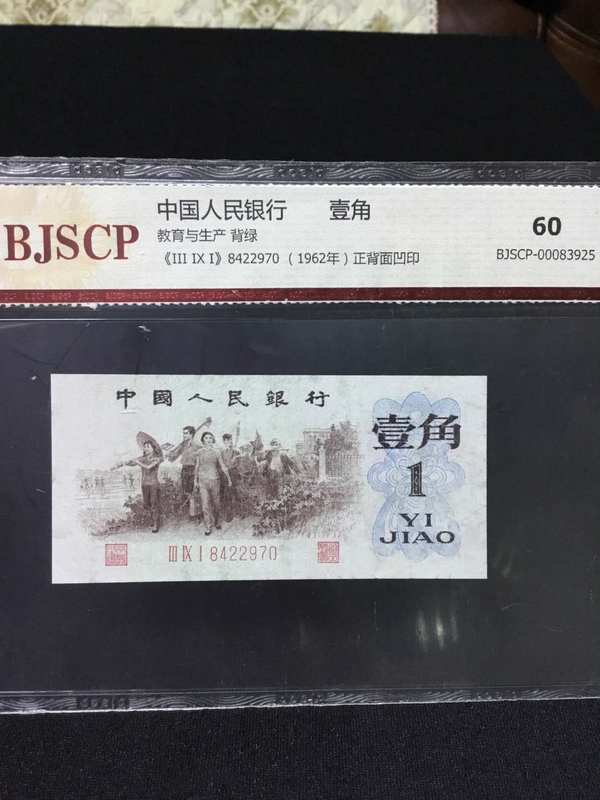 BJSCP
中国人民银行 壹角
教育与生产 背绿
《III IX I》8422970 （1962年）正背面凹印
60
BJSCP-00083925
中國人民銀行
壹角
1
YI
JIAO
III IX I 8422970